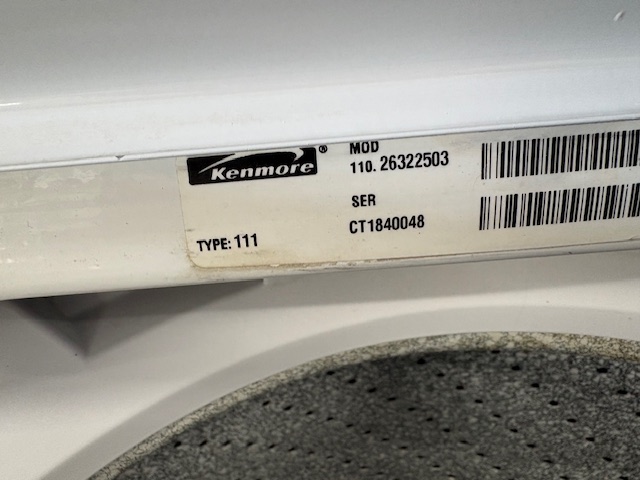 Kenmore®
MOD
110. 26322503
SER
CT1840048
TYPE: 111